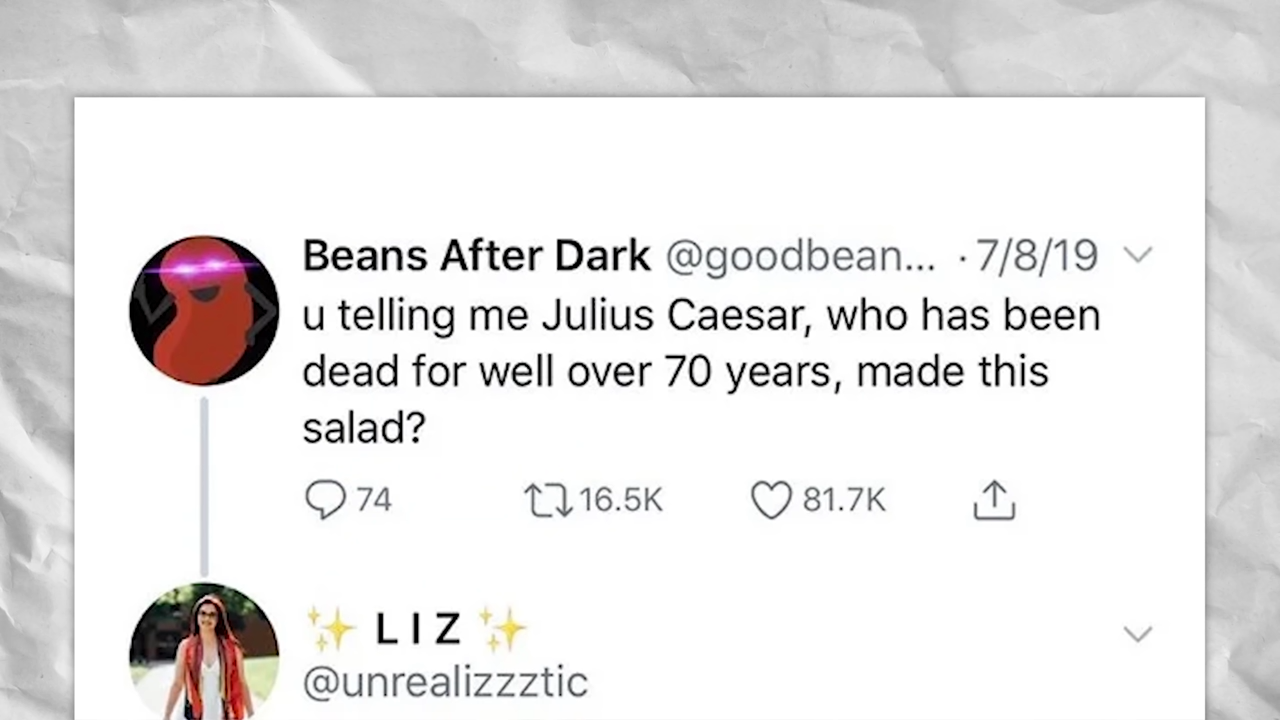 Beans After Dark @goodbean... · 7/8/19
u telling me Julius Caesar, who has been
dead for well over 70 years, made this
salad?
74 16.5K 81.7K
✨ L I Z ✨
@unrealizzztic